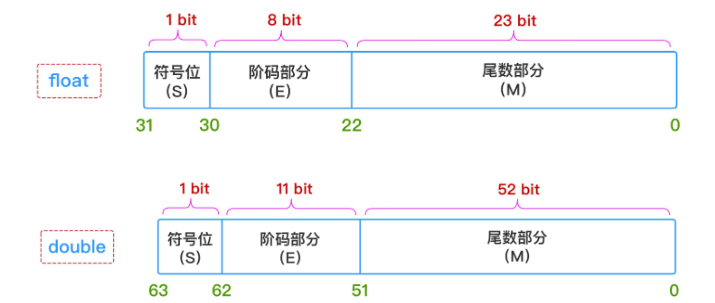 1 bit 8 bit 23 bit
float
符号位 阶码部分 尾数部分
(S) (E) (M)
31 30 22 0
1 bit 11 bit 52 bit
double
符号位 阶码部分 尾数部分
(S) (E) (M)
63 62 51 0